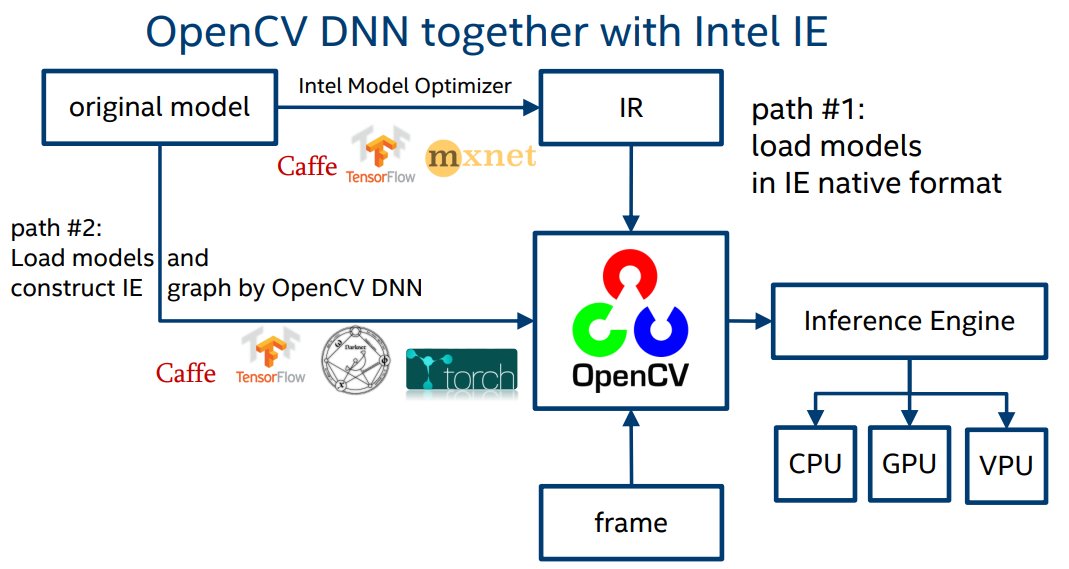 OpenCV DNN together with Intel IE
original model
Intel Model Optimizer
IR
path #1:
load models
in IE native format
Caffe
TensorFlow
mxnet
path #2:
Load models and
construct IE graph by OpenCV DNN
Caffe
TensorFlow
Darknet
torch
OpenCV
Inference Engine
CPU
GPU
VPU
frame